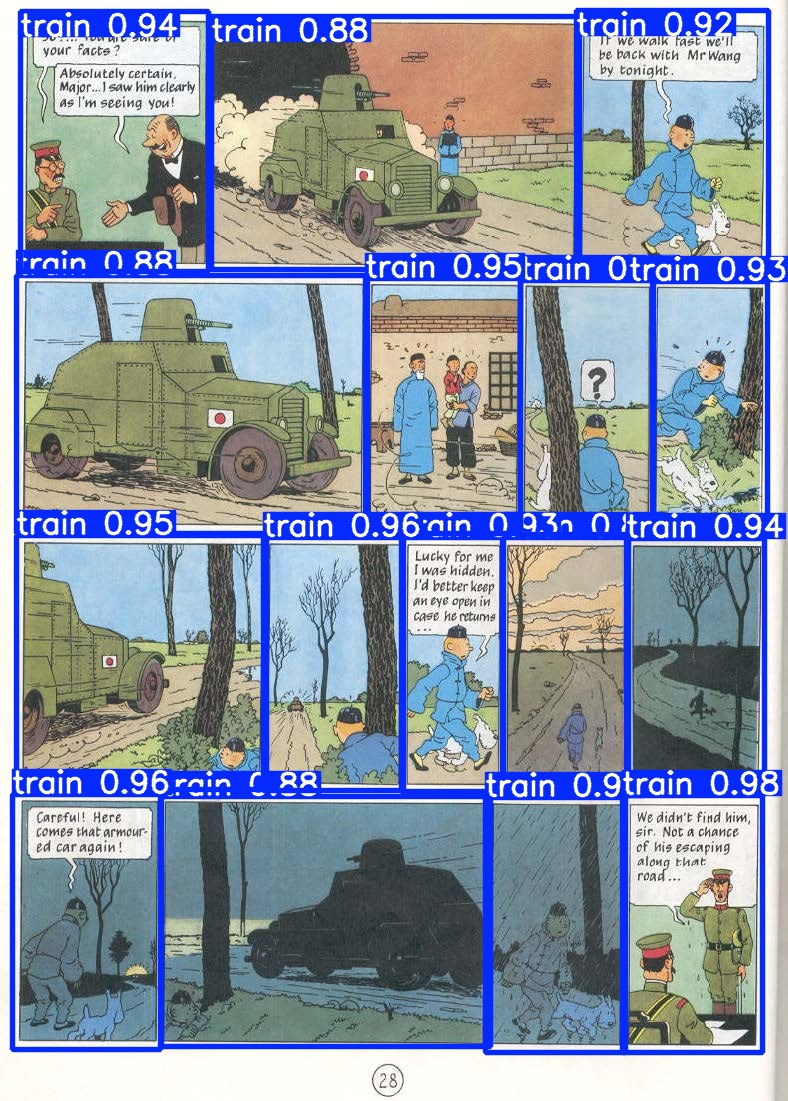 train 0.94
your facts?
Absolutely certain.
Major... I saw him clearly
as I'm seeing you!
train 0.88
train 0.92
If we walk fast we'll
be back with Mr Wang
by tonight.
train 0.88
train 0.95
train
train 0.93
?
train 0.95
train 0.96
0.93
train 0.94
Lucky for me
I was hidden.
I'd better keep
an eye open in
case he returns
...
train 0.96
train 0.88
train 0.9
train 0.98
Careful! Here
comes that armour-
ed car again!
We didn't find him,
sir. Not a chance
of his escaping
along that
road...
28